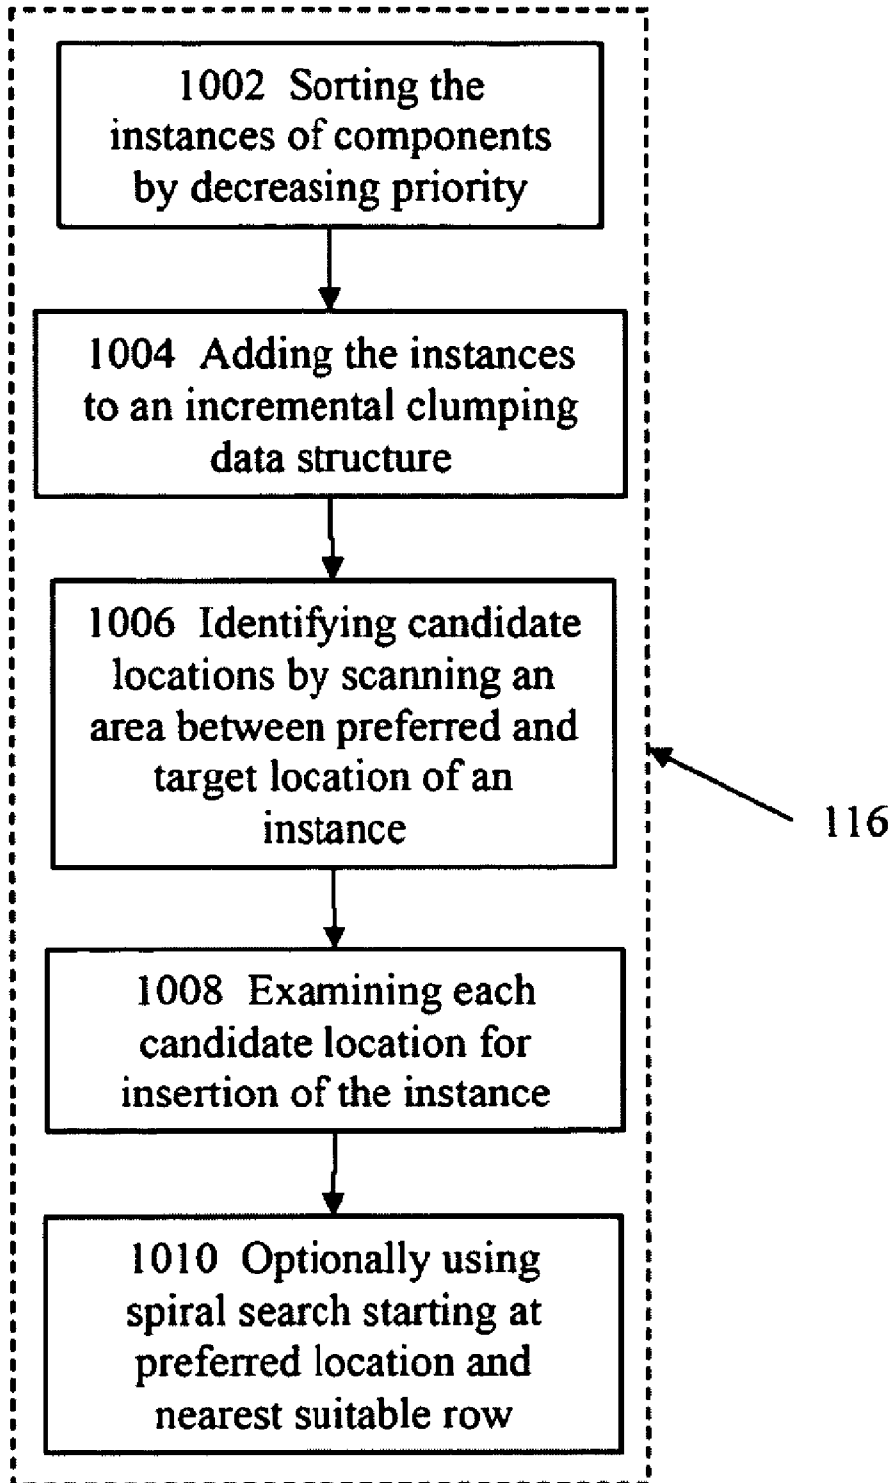 1002 Sorting the
instances of components
by decreasing priority
1004 Adding the instances
to an incremental clumping
data structure
1006 Identifying candidate
locations by scanning an
area between preferred and
target location of an
instance
116
1008 Examining each
candidate location for
insertion of the instance
1010 Optionally using
spiral search starting at
preferred location and
nearest suitable row